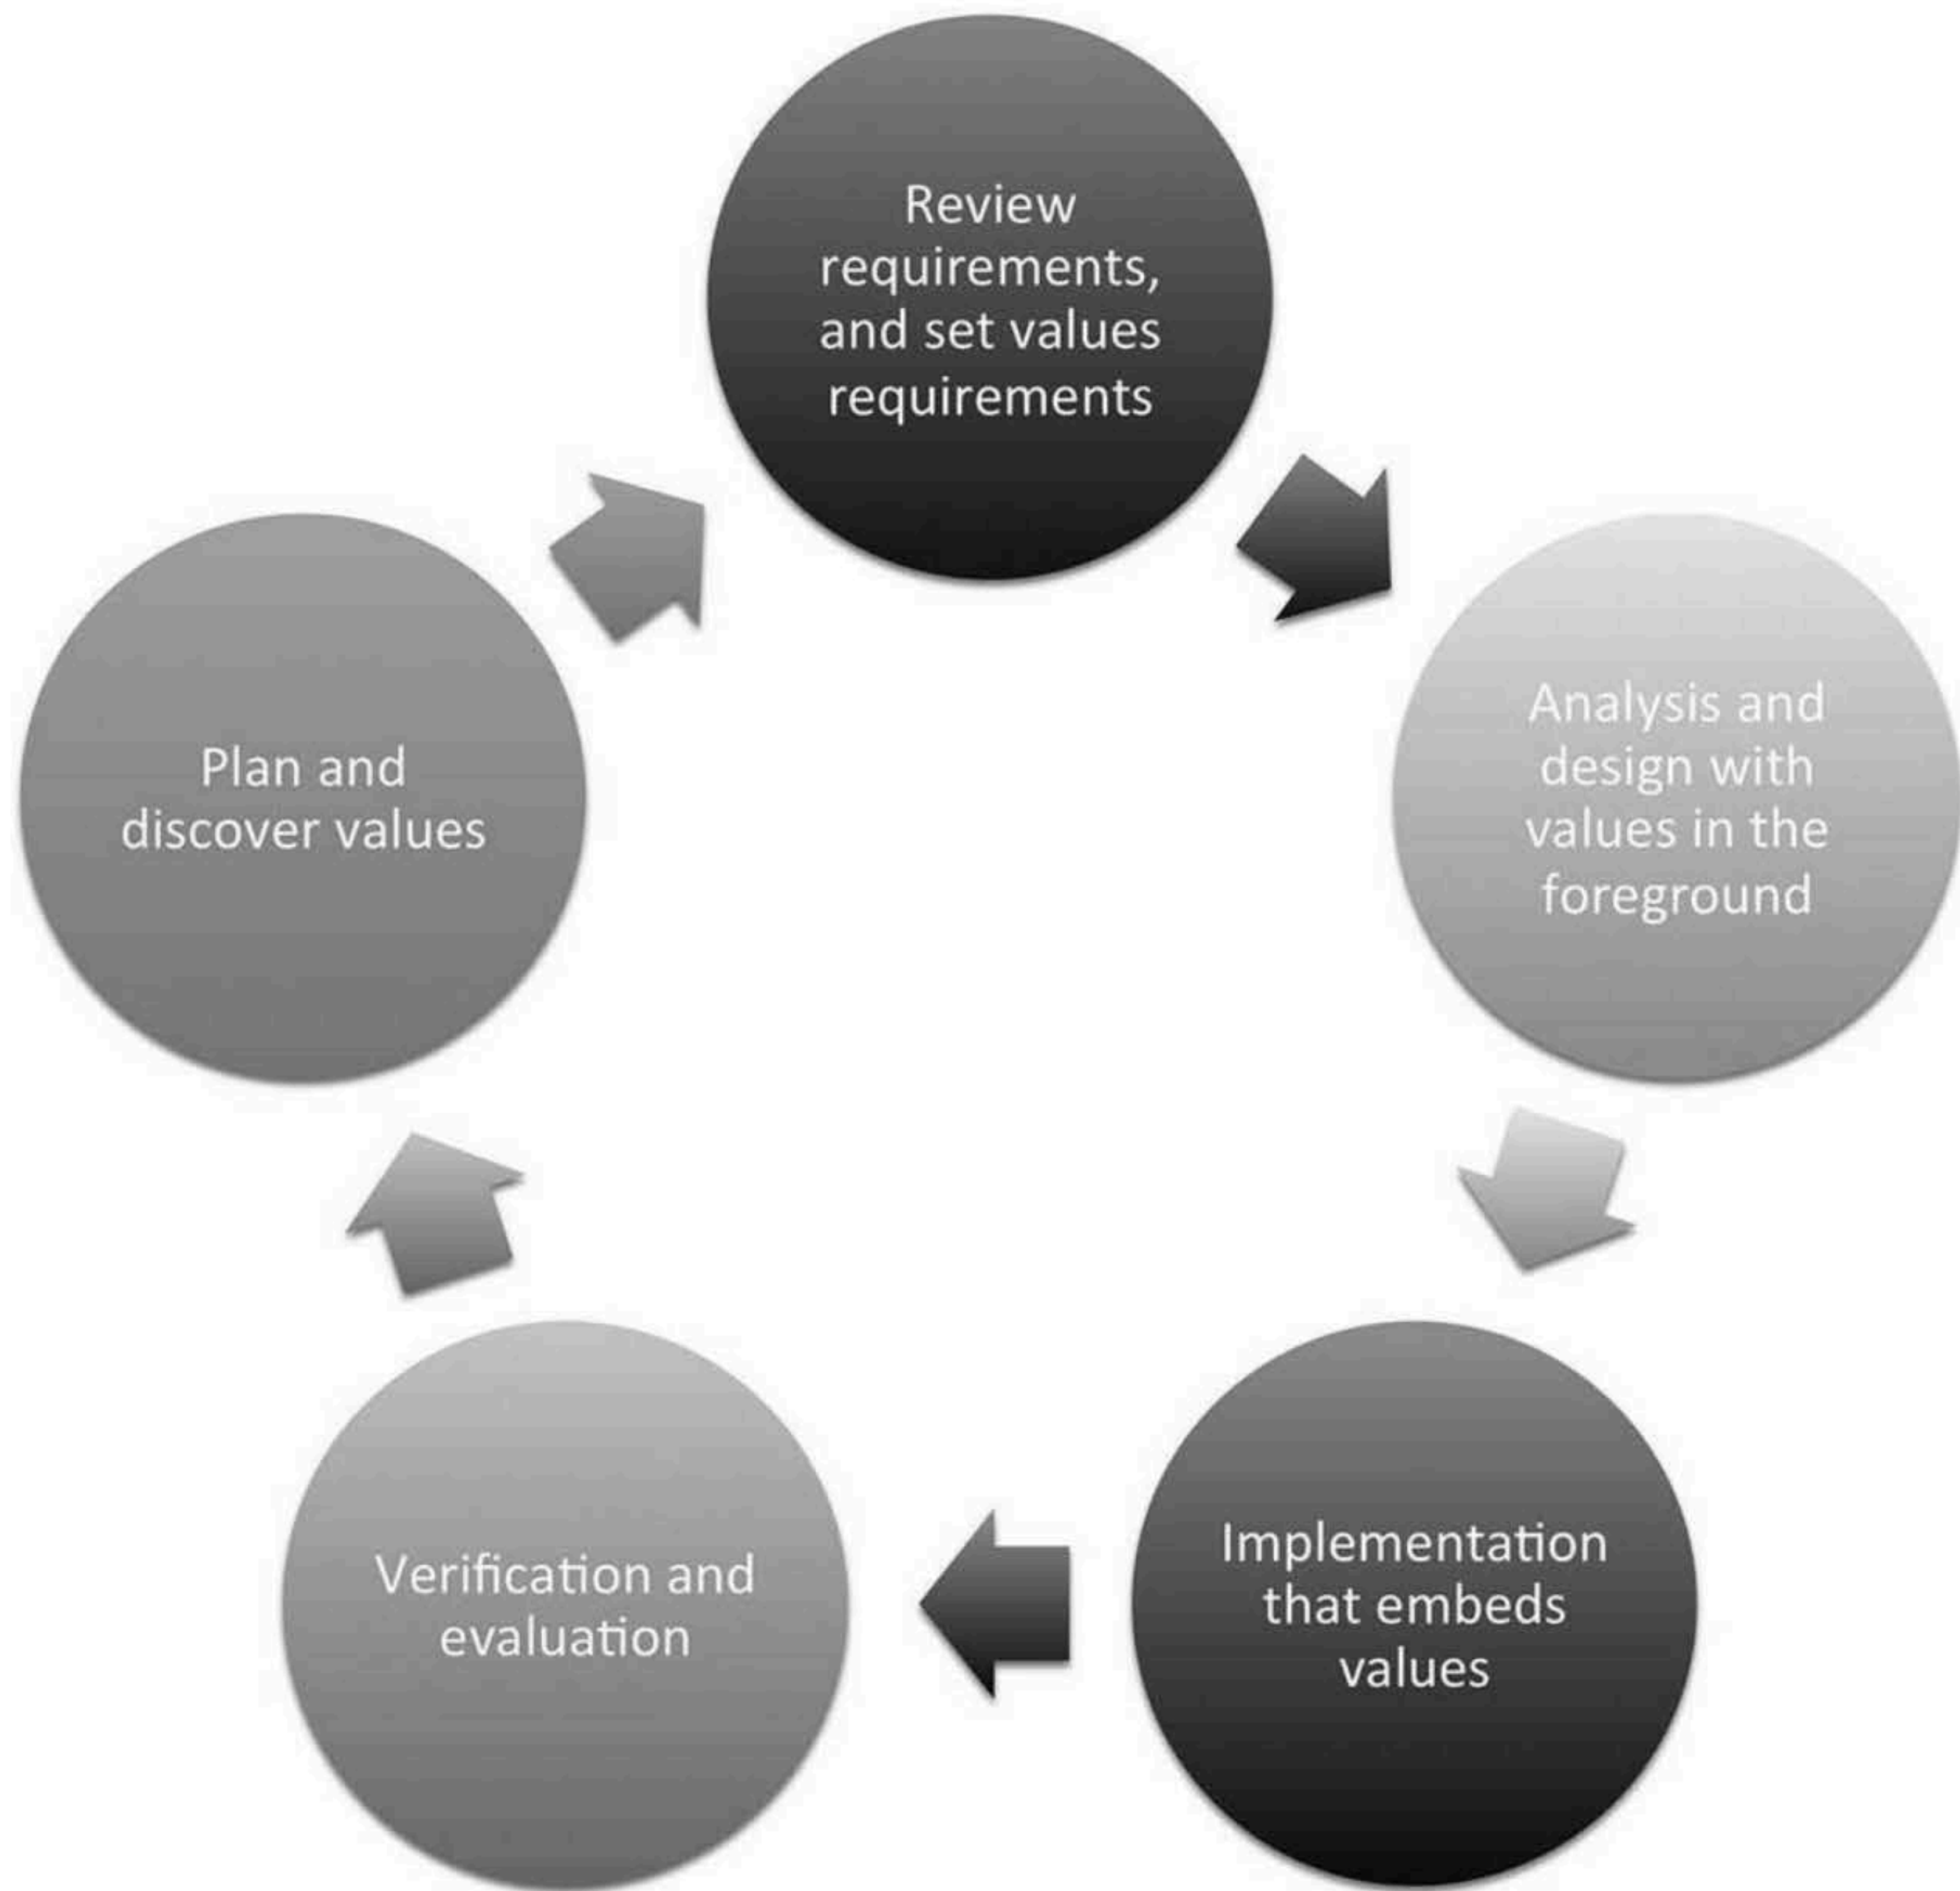 Review
requirements,
and set values
requirements
Analysis and
design with
values in the
foreground
Implementation
that embeds
values
Verification and
evaluation
Plan and
discover values